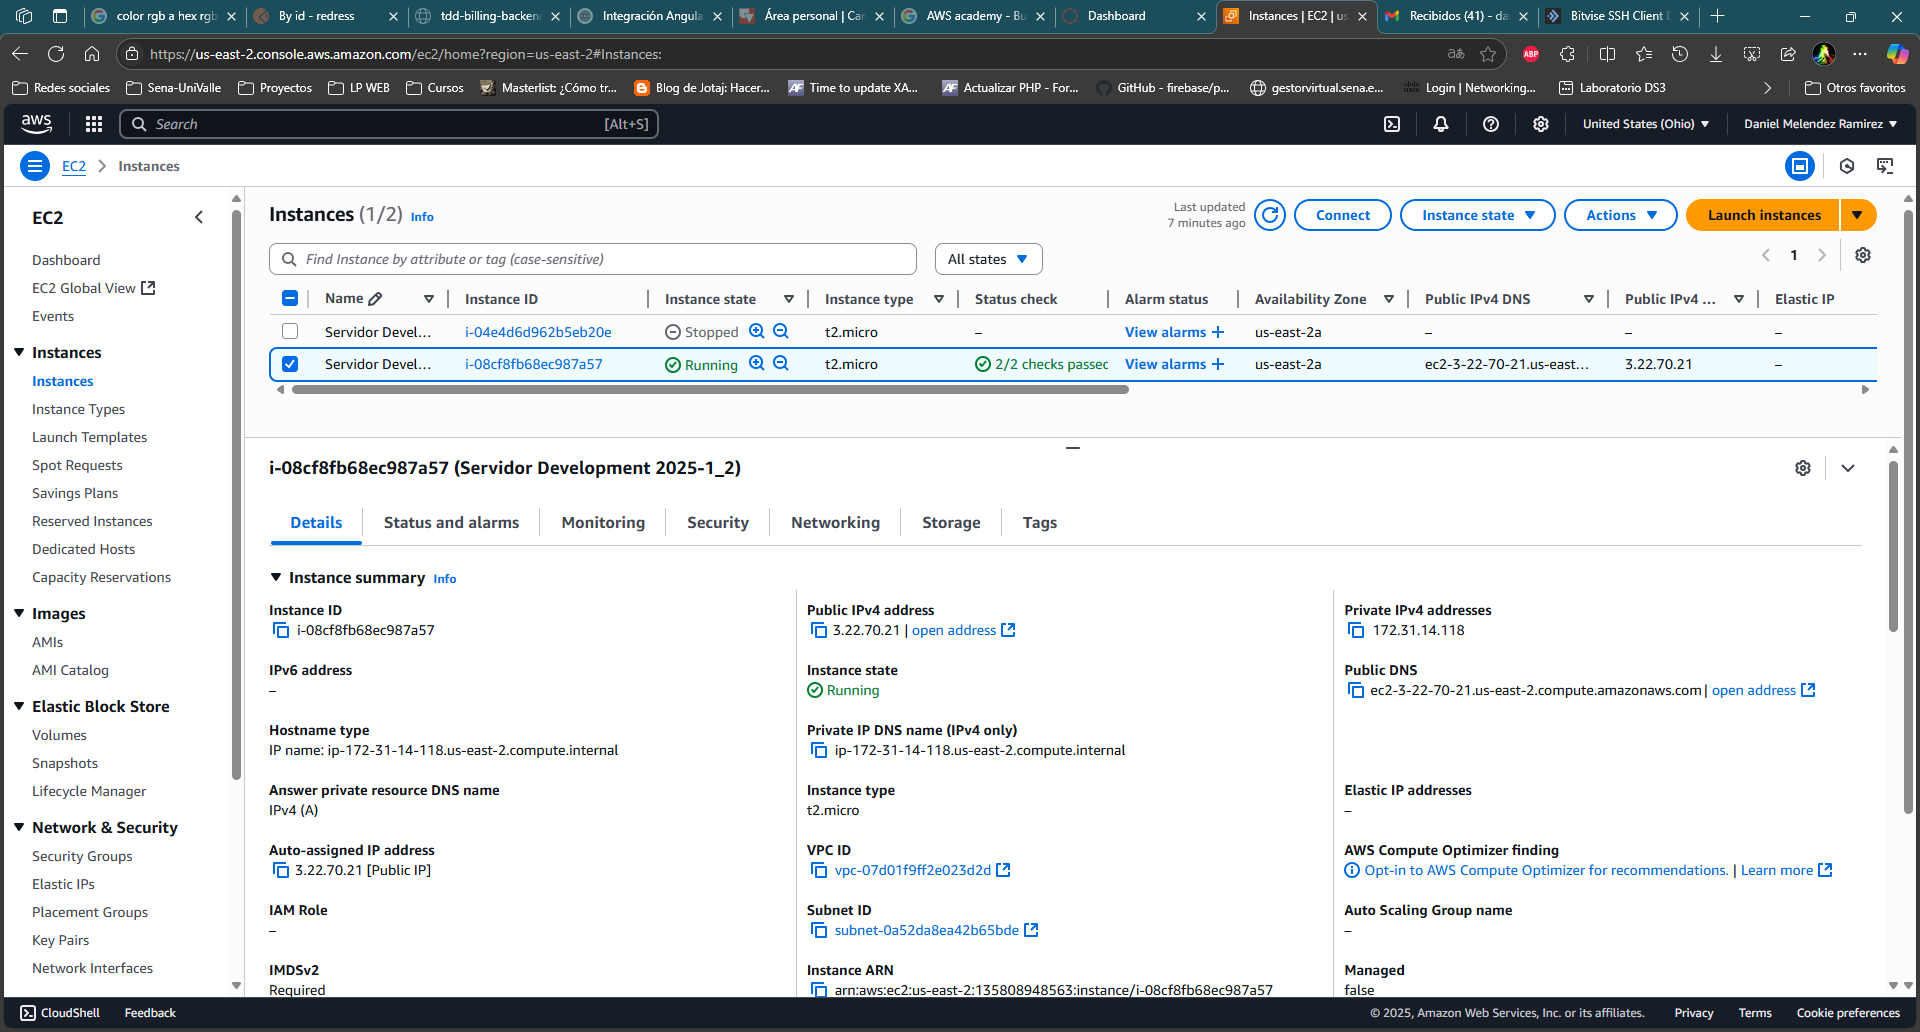 color rgb a hex rgb
By id - redress
tdd-billing-backen
Integración Angula
Área personal | Ca
AWS academy - Bu
Dashboard
Instances | EC2 | us
Recibidos (41) - da
Bitvise SSH Client D
https://us-east-2.console.aws.amazon.com/ec2/home?region=us-east-2#Instances:
ABP
Redes sociales
Sena-UniValle
Proyectos
LP WEB
Cursos
Masterlist: ¿Cómo tr...
Blog de Jotaj: Hacer...
AF Time to update XA...
AF Actualizar PHP - For...
GitHub - firebase/p...
gestorvirtual.sena.e...
Login | Networking...
Laboratorio DS3
Otros favoritos
aws
Search [Alt+S]
United States (Ohio)
Daniel Melendez Ramirez
EC2
Instances
EC2
Dashboard
EC2 Global View
Events
Instances
Instances
Instance Types
Launch Templates
Spot Requests
Savings Plans
Reserved Instances
Dedicated Hosts
Capacity Reservations
Images
AMIs
AMI Catalog
Elastic Block Store
Volumes
Snapshots
Lifecycle Manager
Network & Security
Security Groups
Elastic IPs
Placement Groups
Key Pairs
Network Interfaces
Instances (1/2) Info
Last updated
7 minutes ago
Connect
Instance state
Actions
Launch instances
Find Instance by attribute or tag (case-sensitive)
All states
1
Name Instance ID Instance state Instance type Status check Alarm status Availability Zone Public IPv4 DNS Public IPv4 ... Elastic IP
Servidor Devel... i-04e4d6d962b5eb20e Stopped t2.micro – View alarms + us-east-2a – – –
Servidor Devel... i-08cf8fb68ec987a57 Running t2.micro 2/2 checks passec View alarms + us-east-2a ec2-3-22-70-21.us-east... 3.22.70.21 –
i-08cf8fb68ec987a57 (Servidor Development 2025-1_2)
Details
Status and alarms
Monitoring
Security
Networking
Storage
Tags
Instance summary Info
Instance ID
i-08cf8fb68ec987a57
Public IPv4 address
3.22.70.21 | open address
Private IPv4 addresses
172.31.14.118
IPv6 address
–
Instance state
Running
Public DNS
ec2-3-22-70-21.us-east-2.compute.amazonaws.com | open address
Hostname type
IP name: ip-172-31-14-118.us-east-2.compute.internal
Private IP DNS name (IPv4 only)
ip-172-31-14-118.us-east-2.compute.internal
Answer private resource DNS name
IPv4 (A)
Instance type
t2.micro
Elastic IP addresses
–
Auto-assigned IP address
3.22.70.21 [Public IP]
VPC ID
vpc-07d01f9ff2e023d2d
AWS Compute Optimizer finding
Opt-in to AWS Compute Optimizer for recommendations. | Learn more
IAM Role
–
Subnet ID
subnet-0a52da8ea42b65bde
Auto Scaling Group name
–
IMDSv2
Required
Instance ARN
arn:aws:ec2:us-east-2:135808948563:instance/i-08cf8fb68ec987a57
Managed
false
CloudShell
Feedback
© 2025, Amazon Web Services, Inc. or its affiliates.
Privacy
Terms
Cookie preferences